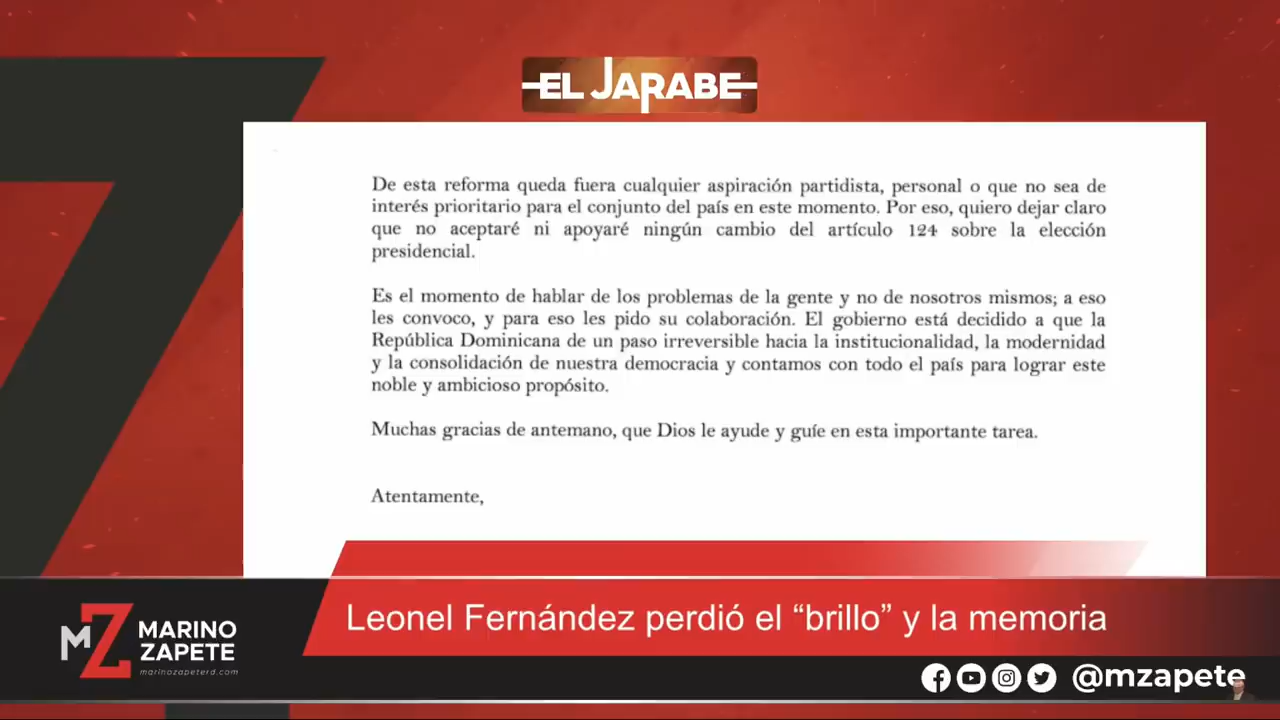 EL JARABE
De esta reforma queda fuera cualquier aspiración partidista, personal o que no sea de
interés prioritario para el conjunto del país en este momento. Por eso, quiero dejar claro
que no aceptaré ni apoyaré ningún cambio del artículo 124 sobre la elección
presidencial.
Es el momento de hablar de los problemas de la gente y no de nosotros mismos; a eso
les convoco, y para eso les pido su colaboración. El gobierno está decidido a que la
República Dominicana de un paso irreversible hacia la institucionalidad, la modernidad
y la consolidación de nuestra democracia y contamos con todo el país para lograr este
noble y ambicioso propósito.
Muchas gracias de antemano, que Dios le ayude y guíe en esta importante tarea.
Atentamente,
Leonel Fernández perdió el “brillo” y la memoria
MZ MARINO
ZAPETE
marinozapeterd.com
@mzapete